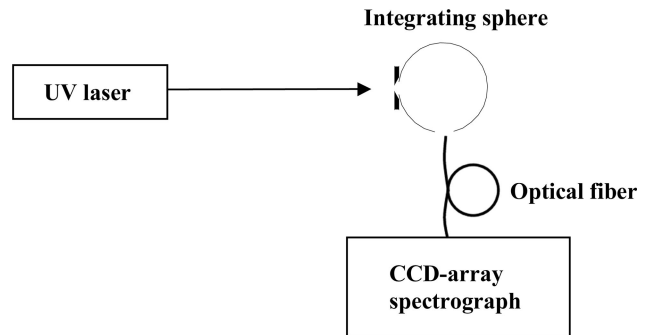 Integrating sphere
UV laser
Optical fiber
CCD-array
spectrograph